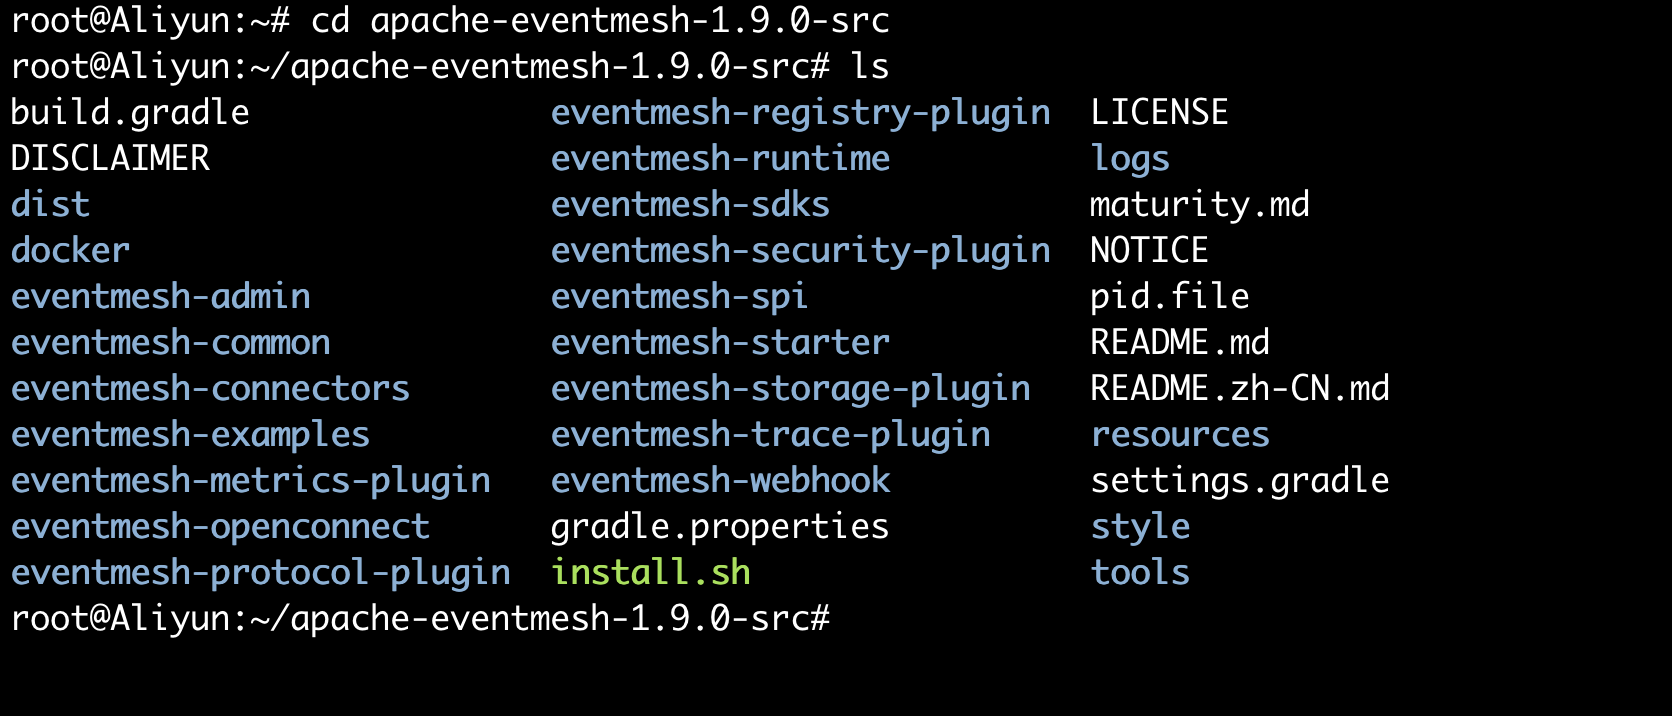 root@Aliyun:~# cd apache-eventmesh-1.9.0-src
root@Aliyun:~/apache-eventmesh-1.9.0-src# ls
build.gradle eventmesh-registry-plugin LICENSE
DISCLAIMER eventmesh-runtime logs
dist eventmesh-sdks maturity.md
docker eventmesh-security-plugin NOTICE
eventmesh-admin eventmesh-spi pid.file
eventmesh-common eventmesh-starter README.md
eventmesh-connectors eventmesh-storage-plugin README.zh-CN.md
eventmesh-examples eventmesh-trace-plugin resources
eventmesh-metrics-plugin eventmesh-webhook settings.gradle
eventmesh-openconnect gradle.properties style
eventmesh-protocol-plugin install.sh tools
root@Aliyun:~/apache-eventmesh-1.9.0-src#